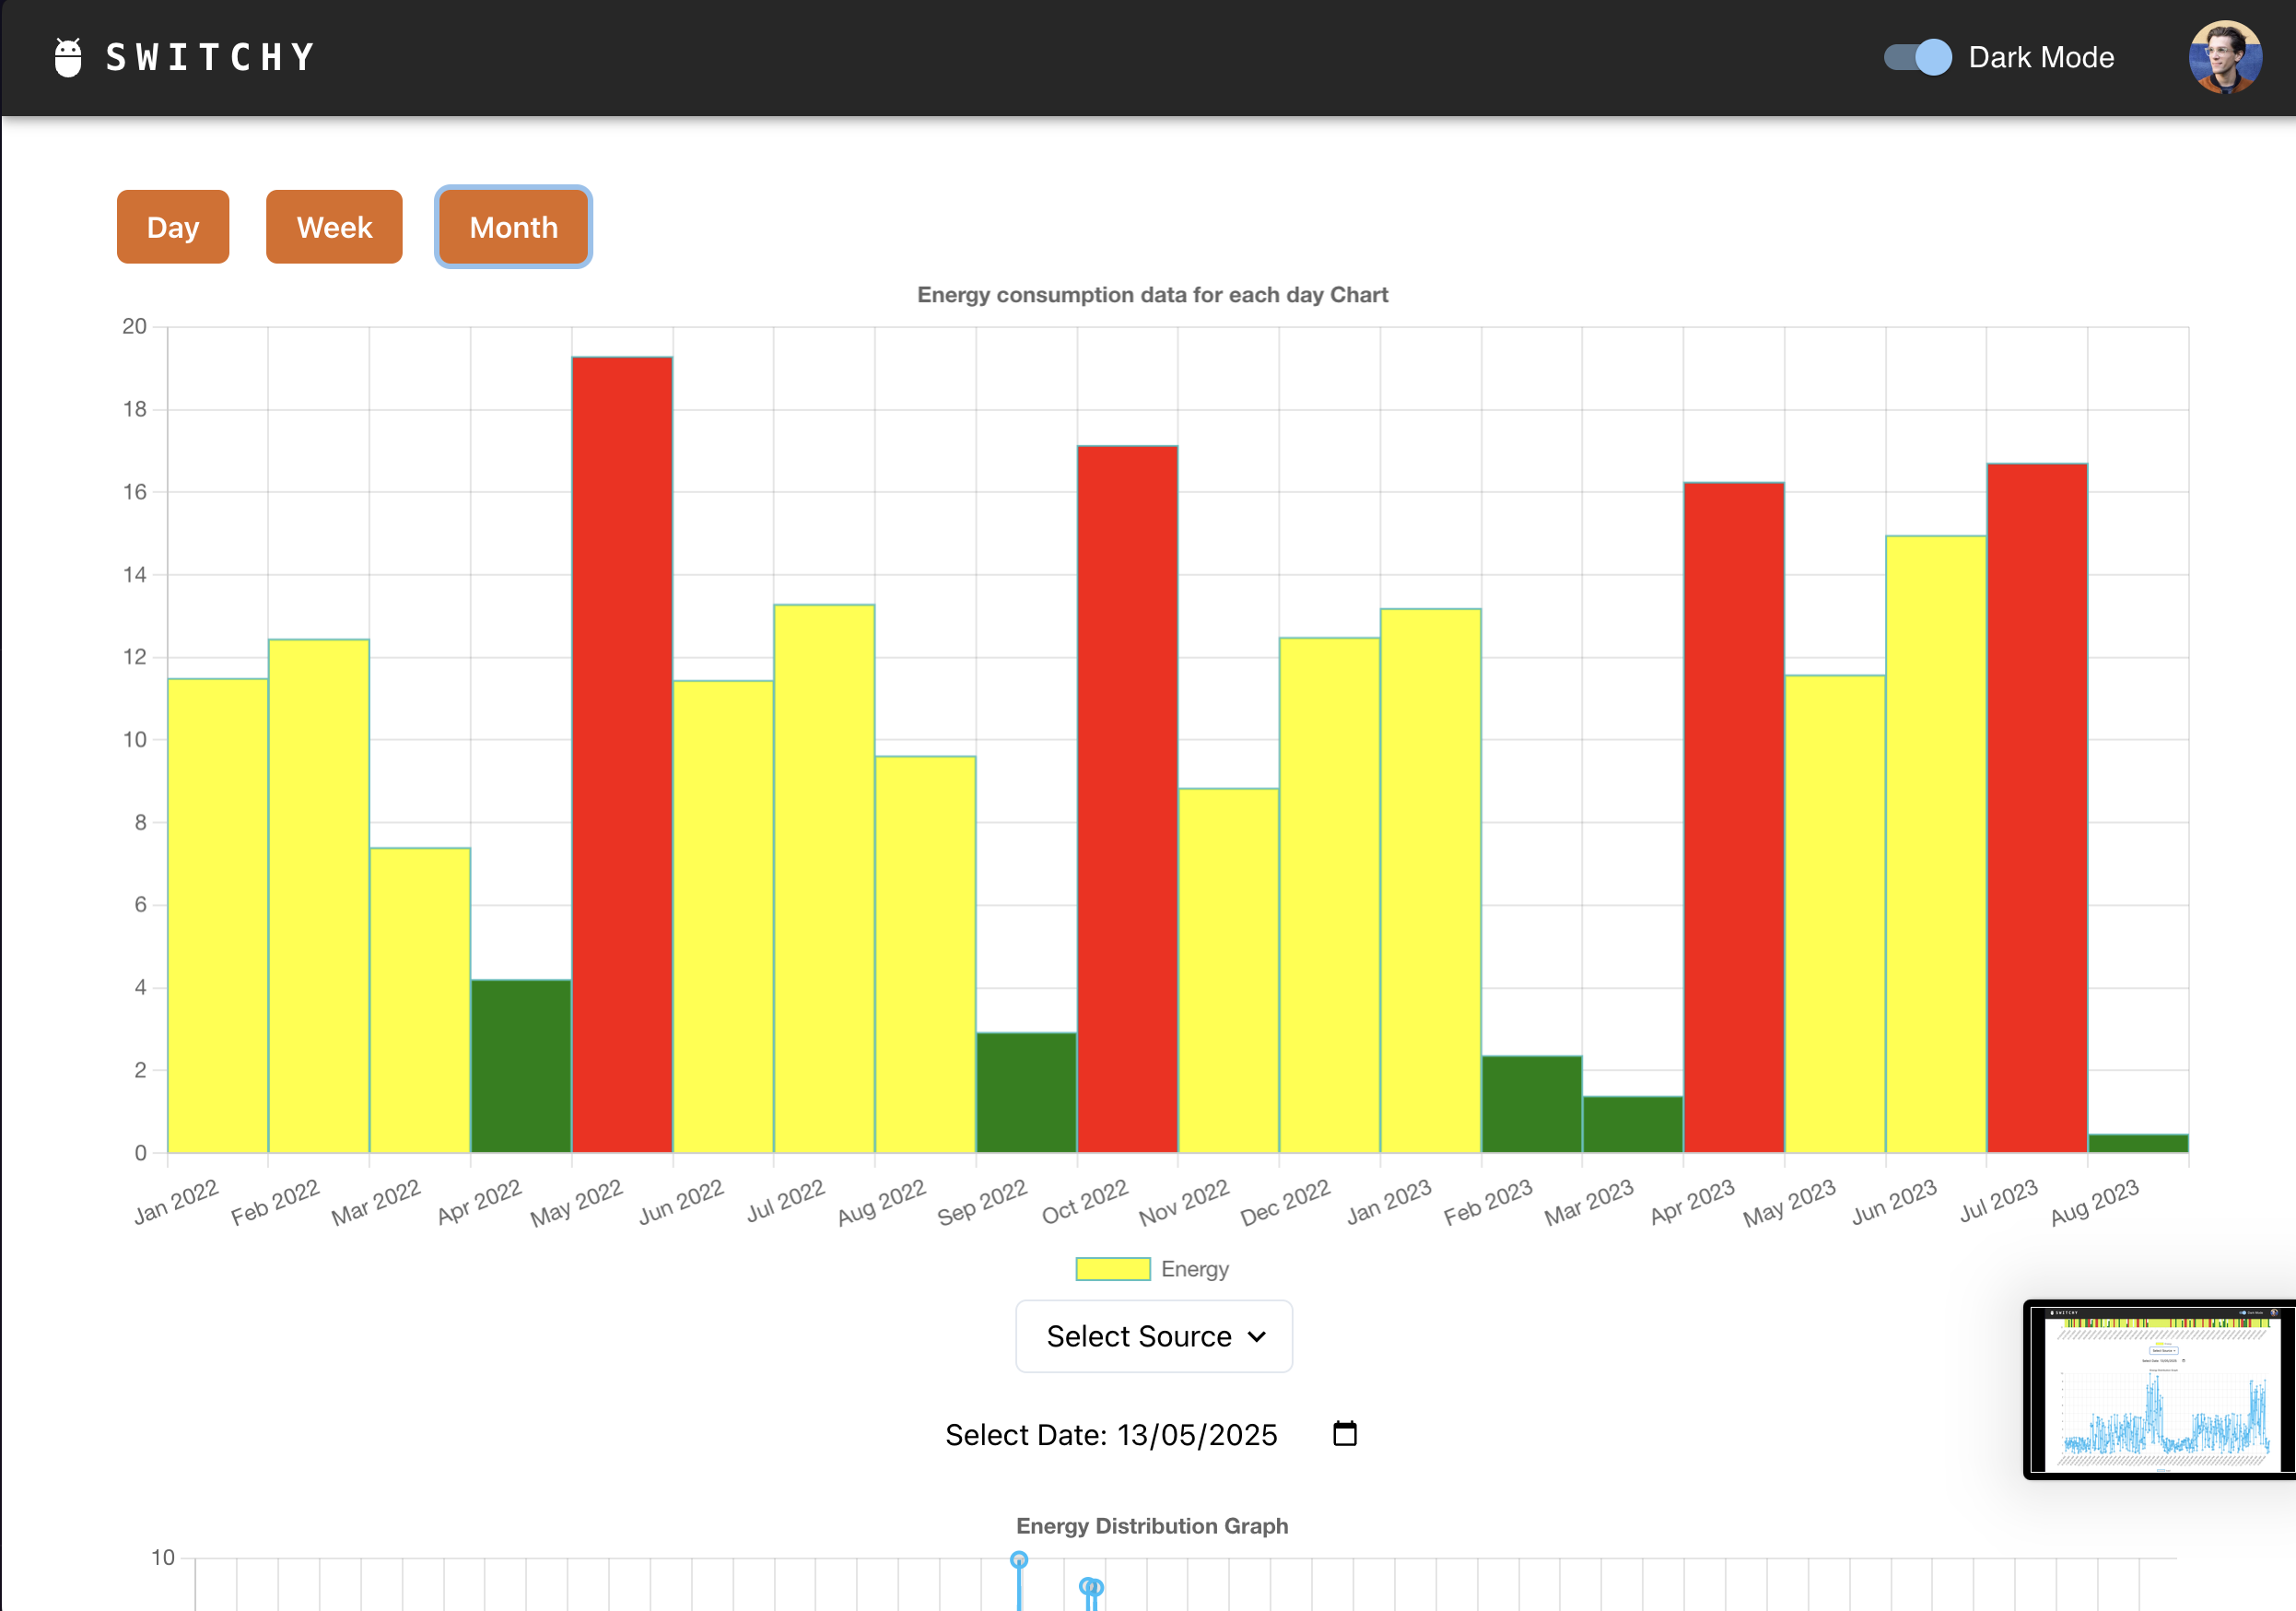 SWITCHY
Dark Mode
Day
Week
Month
Energy consumption data for each day Chart
20
18
16
14
12
10
8
6
4
2
0
Jan 2022
Feb 2022
Mar 2022
Apr 2022
May 2022
Jun 2022
Jul 2022
Aug 2022
Sep 2022
Oct 2022
Nov 2022
Dec 2022
Jan 2023
Feb 2023
Mar 2023
Apr 2023
May 2023
Jun 2023
Jul 2023
Aug 2023
Energy
Select Source
Select Date: 13/05/2025
Energy Distribution Graph
10